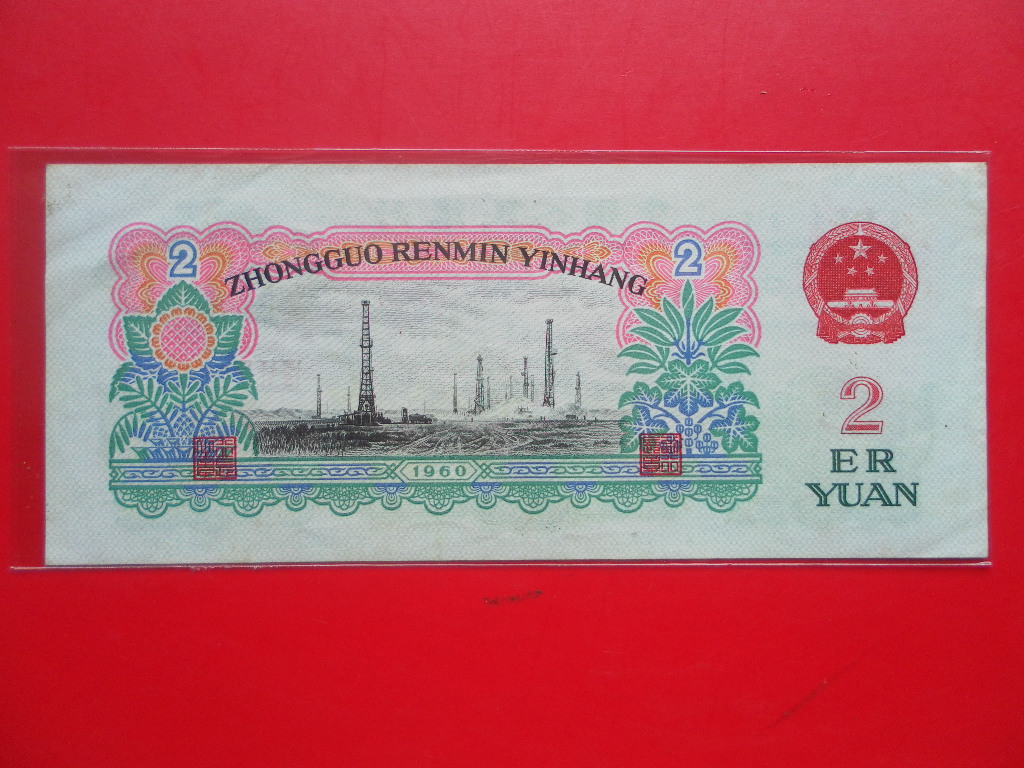 2
2
ZHONGGUO RENMIN YINHANG
1960
2
ER
YUAN